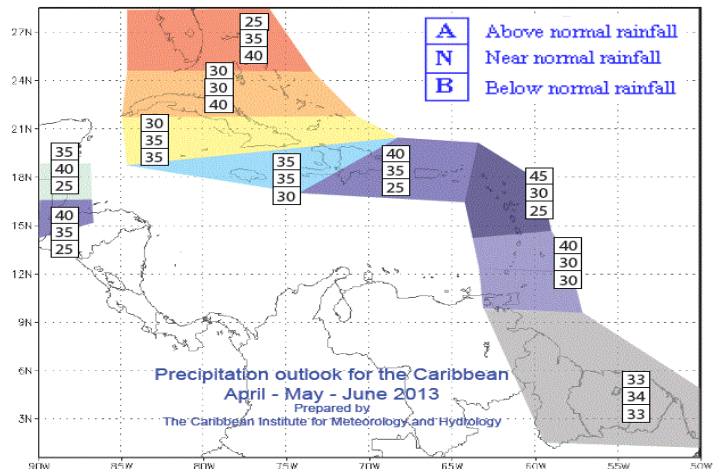 27N
24N
21N
18N
15N
12N
9N
6N
3N
90W
85W
80W
75W
70W
65W
60W
55W
50W
A Above normal rainfall
N Near normal rainfall
B Below normal rainfall
25
35
40
30
30
40
30
35
35
35
35
30
40
35
25
45
30
25
40
30
30
33
34
33
35
40
25
40
35
25
Precipitation outlook for the Caribbean
April - May - June 2013
Prepared by
The Caribbean Institute for Meteorology and Hydrology